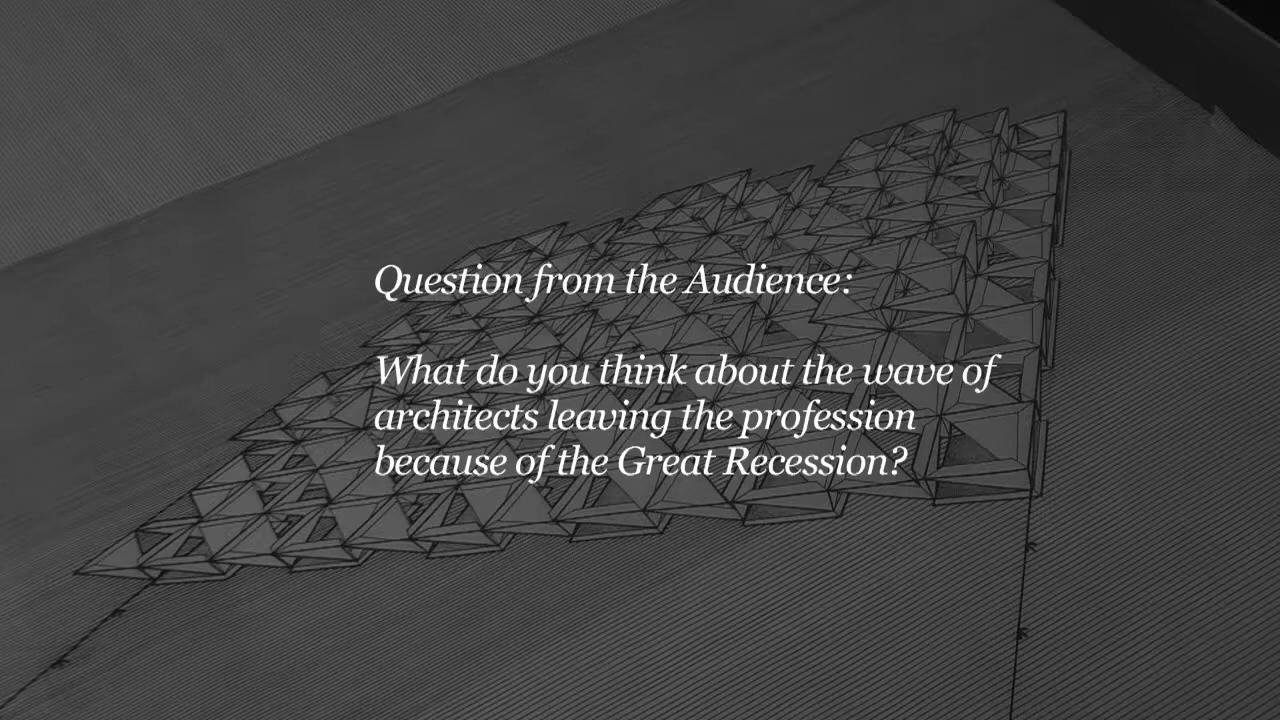 Question from the Audience:
What do you think about the wave of
architects leaving the profession
because of the Great Recession?